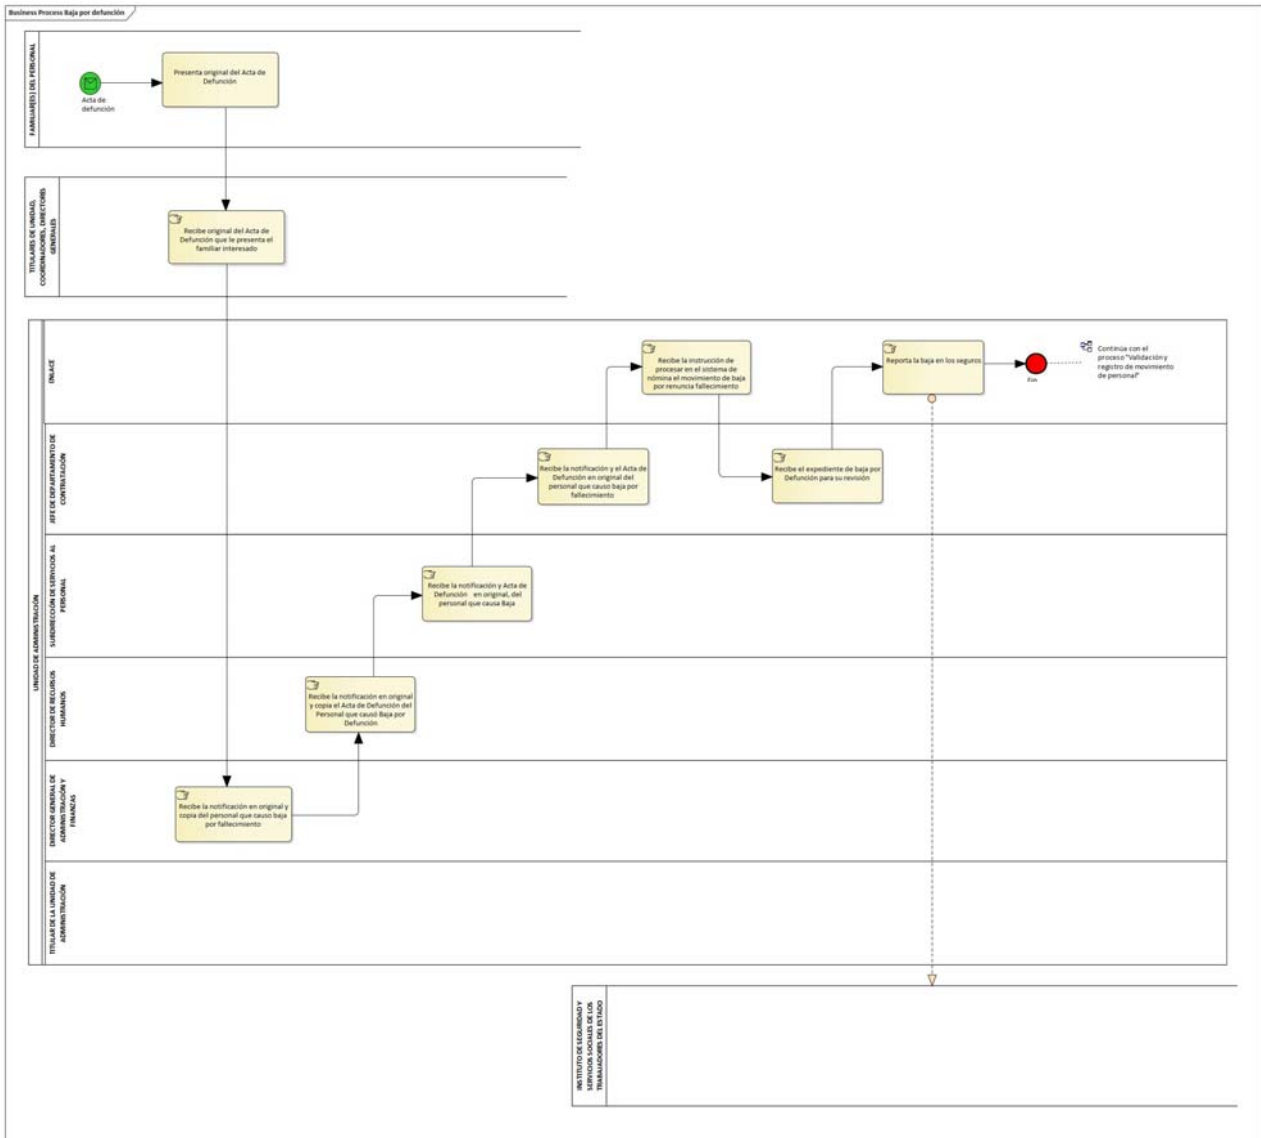 Business Process Baja por defunción
FAMILIAR(ES) DEL PERSONAL
Acta de
defunción
Presenta original del Acta de
Defunción
TITULARES DE UNIDAD,
COORDINADORES, DIRECTORES
GENERALES
Recibe original del Acta de
Defunción que le presenta el
familiar interesado
UNIDAD DE ADMINISTRACIÓN
ENLACE
Recibe la instrucción de
procesar en el sistema de
nómina el movimiento de baja
por renuncia fallecimiento
Reporta la baja en los seguros
Fin
Continúa con el
proceso "Validación y
registro de movimiento
de personal"
JEFE DE DEPARTAMENTO DE
CONTRATACIÓN
Recibe la notificación y el Acta de
Defunción en original del
personal que causo baja por
fallecimiento
Recibe el expediente de baja por
Defunción para su revisión
SUBDIRECCIÓN DE SERVICIOS AL
PERSONAL
Recibe la notificación y Acta de
Defunción en original, del
personal que causa Baja
DIRECTOR DE RECURSOS
HUMANOS
Recibe la notificación en original
y copia el Acta de Defunción del
Personal que causó Baja por
Defunción
DIRECTOR GENERAL DE
ADMINISTRACIÓN Y
FINANZAS
Recibe la notificación en original y
copia del personal que causo baja
por fallecimiento
TITULAR DE LA UNIDAD DE
ADMINISTRACIÓN
INSTITUTO DE SEGURIDAD Y
SERVICIOS SOCIALES DE LOS
TRABAJADORES DEL ESTADO